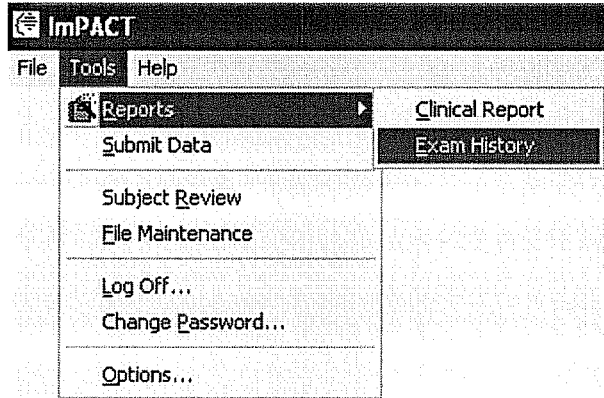 ImPACT
File Tools Help
Reports
Clinical Report
Submit Data
Exam History
Subject Review
File Maintenance
Log Off...
Change Password...
Options...